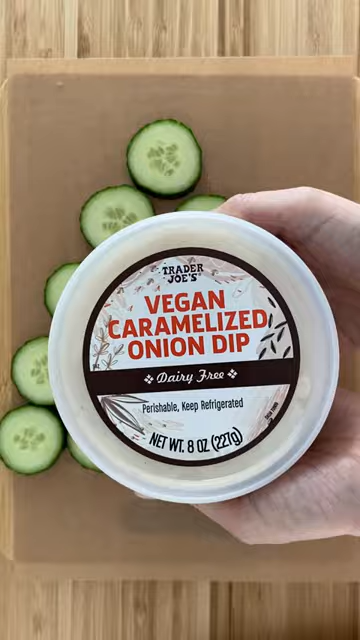 TRADER
JOE'S
VEGAN
CARAMELIZED
ONION DIP
Dairy Free
Perishable, Keep Refrigerated
NET WT. 8 OZ (227g)